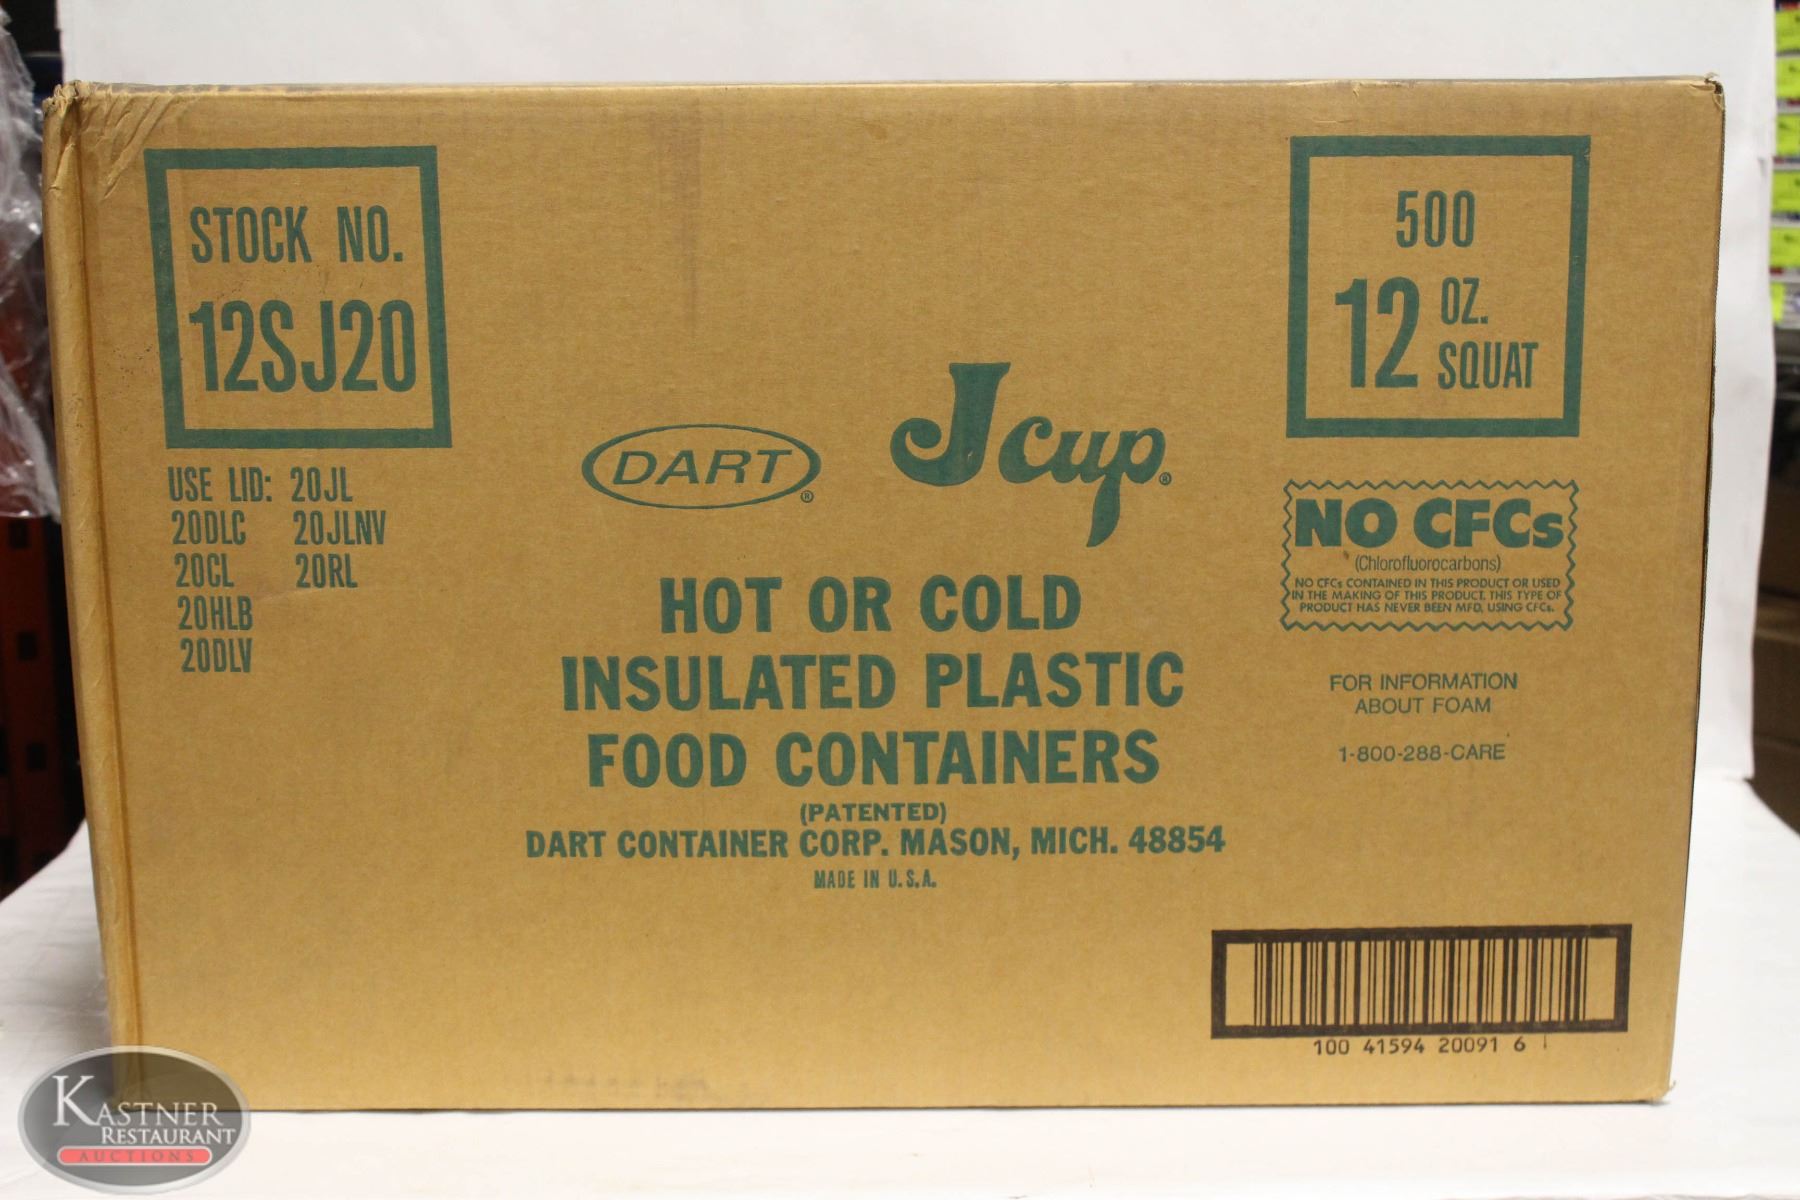 STOCK NO.
12SJ20
USE LID: 20JL
20DLC 20JLNV
20CL 20RL
20HLB
20DLV
DART®
J cup®
HOT OR COLD
INSULATED PLASTIC
FOOD CONTAINERS
(PATENTED)
DART CONTAINER CORP. MASON, MICH. 48854
MADE IN U.S.A.
500
12 OZ.
SQUAT
NO CFCs
(Chlorofluorocarbons)
NO CFCs CONTAINED IN THIS PRODUCT OR USED
IN THE MAKING OF THIS PRODUCT. THIS TYPE OF
PRODUCT HAS NEVER BEEN MFD. USING CFCs.
FOR INFORMATION
ABOUT FOAM
1-800-288-CARE
100 41594 20091 6
KASTNER
RESTAURANT
AUCTIONS